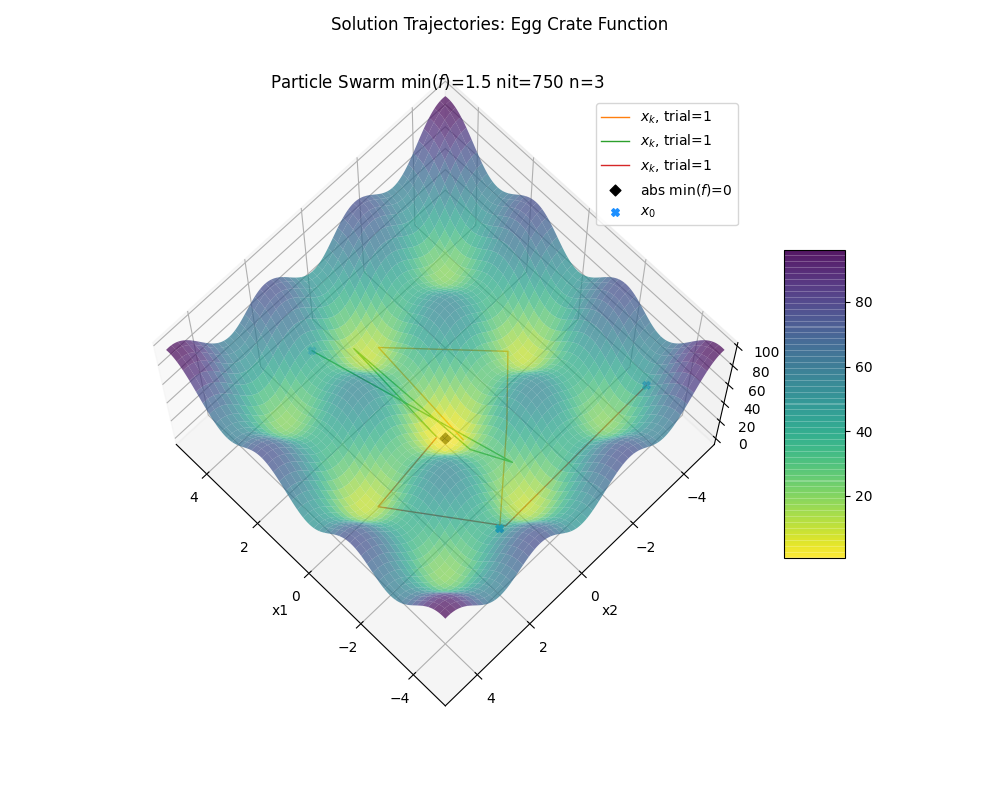 Solution Trajectories: Egg Crate Function
Particle Swarm min(f)=1.5 nit=750 n=3
x_k, trial=1
x_k, trial=1
x_k, trial=1
abs min(f)=0
x_0
80
60
40
20
100
80
60
40
20
0
4
2
0
−2
−4
x1
−4
−2
0
2
4
x2